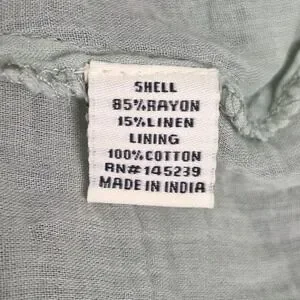 SHELL
85%RAYON
15%LINEN
LINING
100%COTTON
RN#145239
MADE IN INDIA